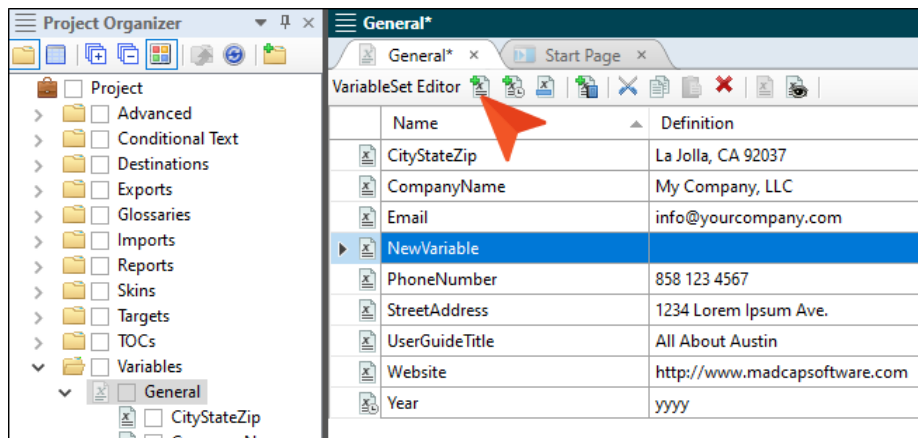 Project Organizer
Project
Advanced
Conditional Text
Destinations
Exports
Glossaries
Imports
Reports
Skins
Targets
TOCs
Variables
General
CityStateZip
General*
General*
Start Page
VariableSet Editor
Name Definition
CityStateZip La Jolla, CA 92037
CompanyName My Company, LLC
Email info@yourcompany.com
NewVariable
PhoneNumber 858 123 4567
StreetAddress 1234 Lorem Ipsum Ave.
UserGuideTitle All About Austin
Website http://www.madcapsoftware.com
Year yyyy